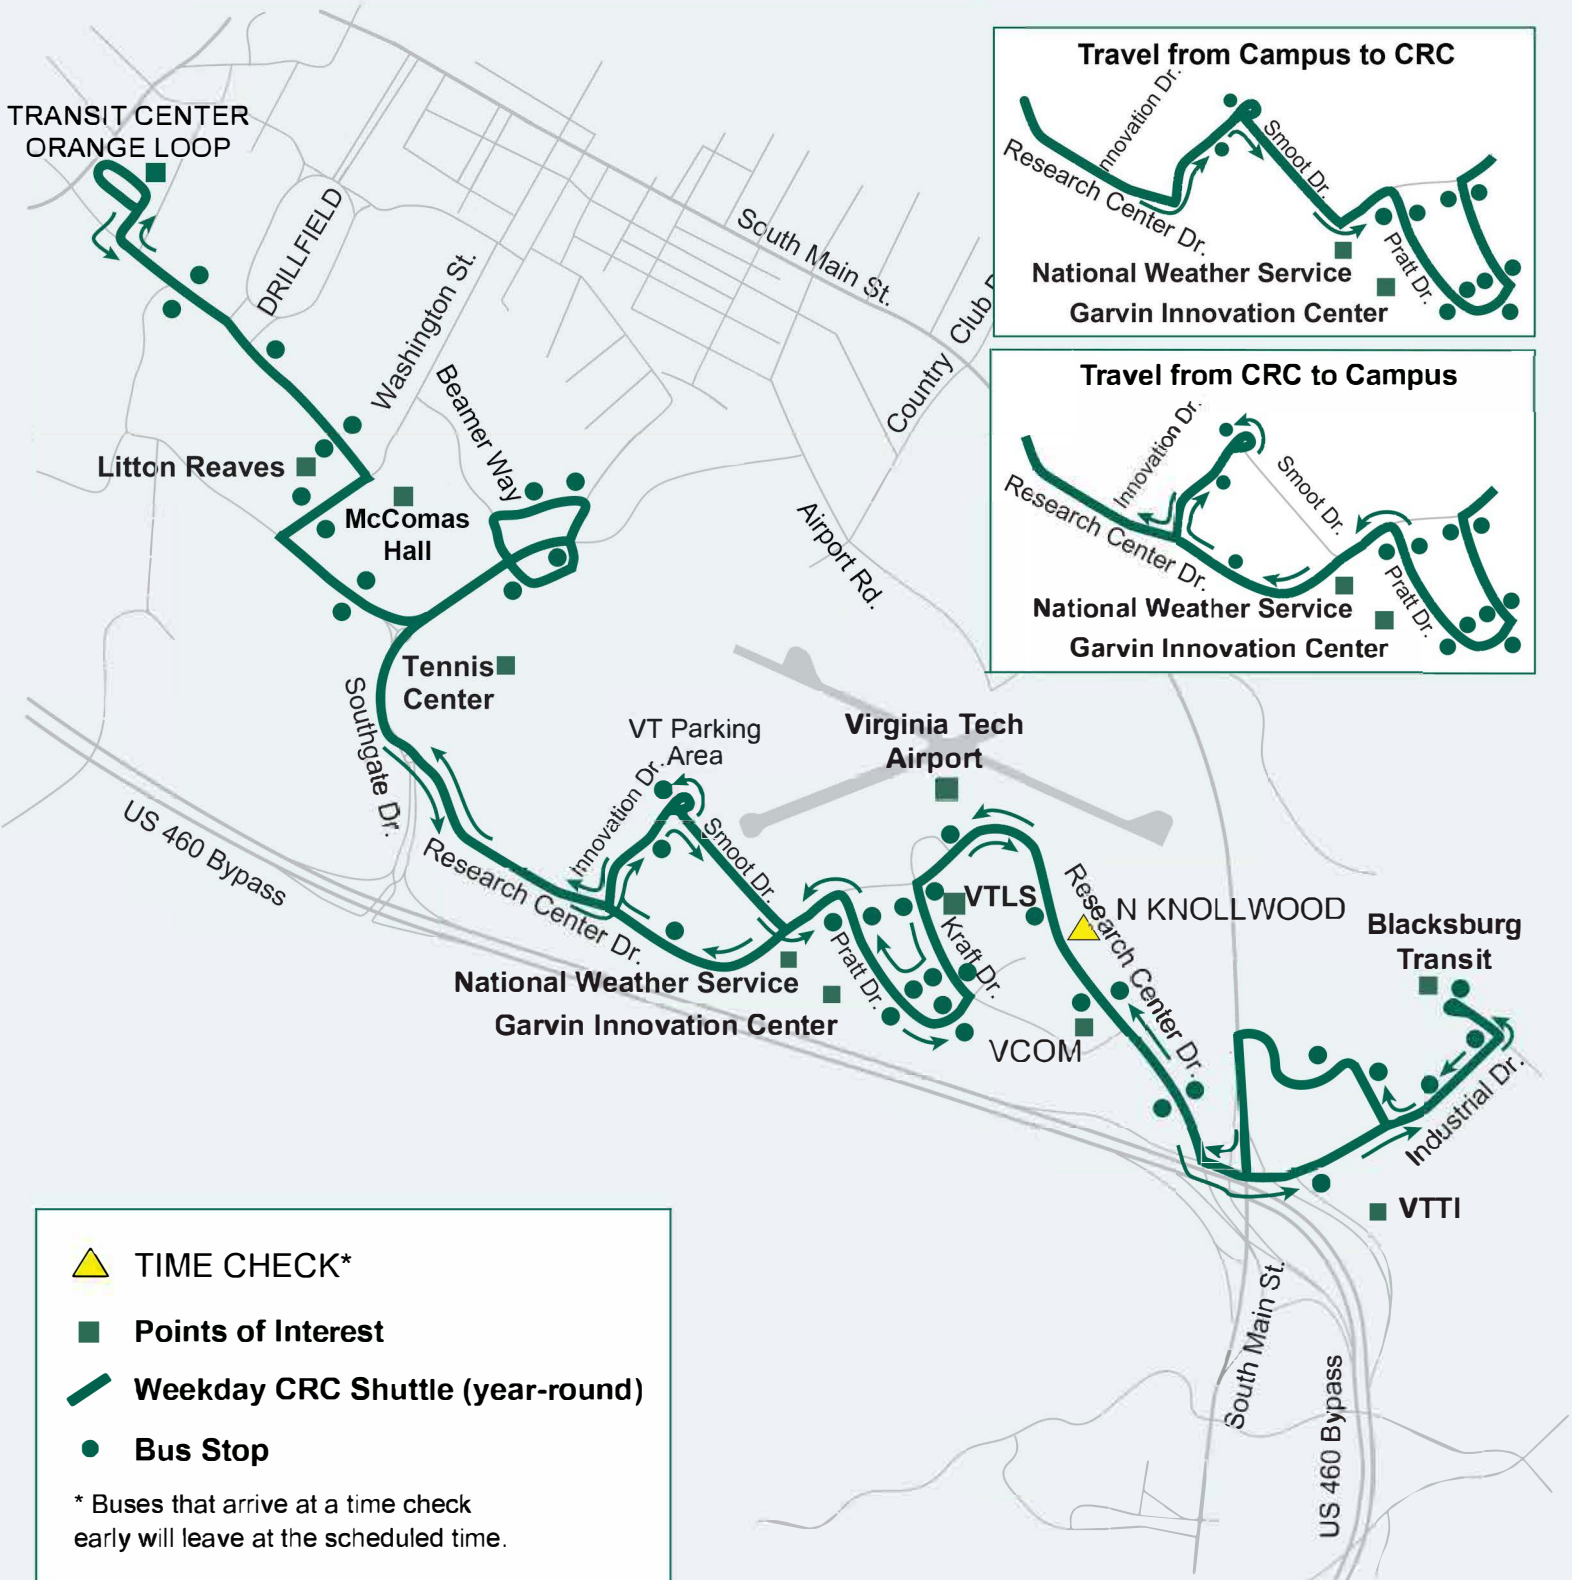 TRANSIT CENTER
ORANGE LOOP
DRILLFIELD
Washington St.
South Main St.
Beamer Way
Country Club
Litton Reaves
McComas
Hall
Airport Rd.
Tennis
Center
Southgate Dr.
US 460 Bypass
VT Parking
Area
Innovation Dr.
Smoot Dr.
Research Center Dr.
Virginia Tech
Airport
National Weather Service
Garvin Innovation Center
Pratt Dr.
VTLS
Kraft Dr.
Research Center Dr.
N KNOLLWOOD
VCOM
Blacksburg
Transit
Industrial Dr.
VTTI
South Main St.
US 460 Bypass
Travel from Campus to CRC
Innovation Dr.
Research Center Dr.
Smoot Dr.
Pratt Dr.
National Weather Service
Garvin Innovation Center
Travel from CRC to Campus
Innovation Dr.
Research Center Dr.
Smoot Dr.
Pratt Dr.
National Weather Service
Garvin Innovation Center
TIME CHECK*
Points of Interest
Weekday CRC Shuttle (year-round)
Bus Stop
* Buses that arrive at a time check
early will leave at the scheduled time.